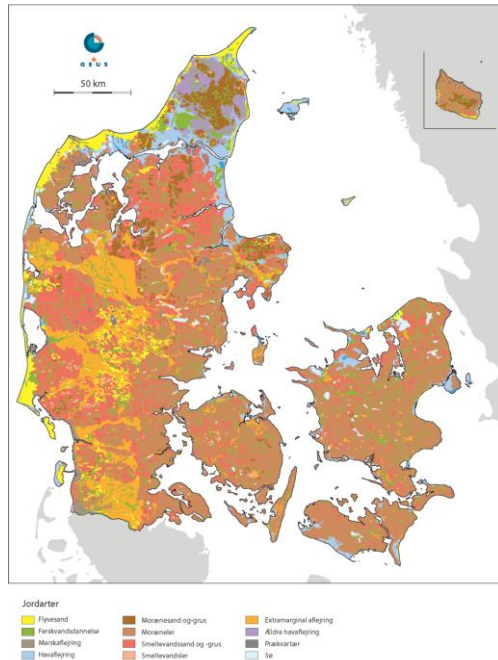 GEUS
50 km
Jordarter
Flyvesand
Ferskvandsdannelse
Marskaflejring
Havaflejring
Morænesand og-grus
Moræneler
Smeltevandssand og -grus
Smeltevandsler
Extramarginal aflejring
Ældre havaflejring
Prækvartær
Sø